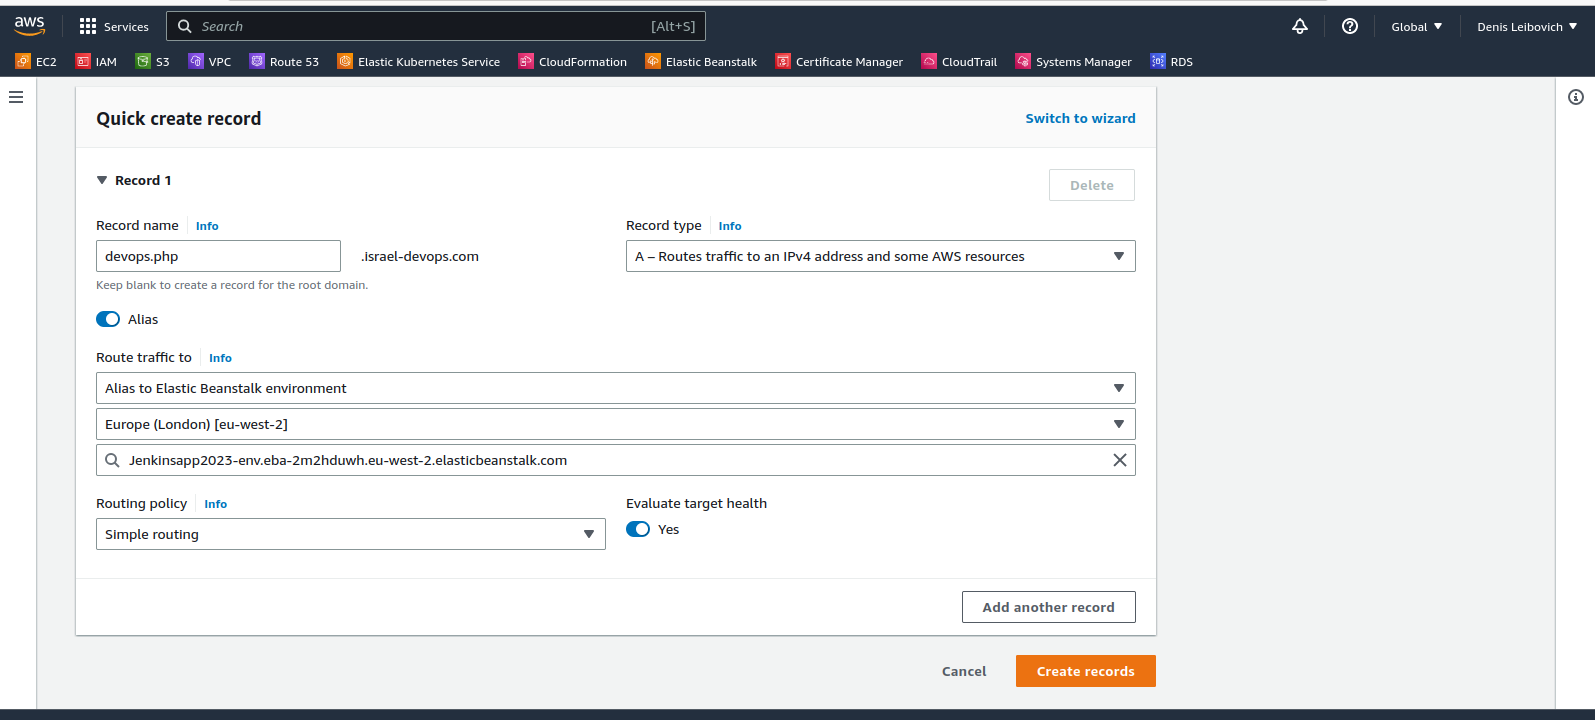 aws
Services
Search [Alt+S]
Global
Denis Leibovich
EC2 IAM S3 VPC Route 53 Elastic Kubernetes Service CloudFormation Elastic Beanstalk Certificate Manager CloudTrail Systems Manager RDS
Quick create record
Switch to wizard
Record 1
Delete
Record name Info
Record type Info
devops.php .israel-devops.com
A – Routes traffic to an IPv4 address and some AWS resources
Keep blank to create a record for the root domain.
Alias
Route traffic to Info
Alias to Elastic Beanstalk environment
Europe (London) [eu-west-2]
Jenkinsapp2023-env.eba-2m2hduwh.eu-west-2.elasticbeanstalk.com
Routing policy Info
Evaluate target health
Simple routing
Yes
Add another record
Cancel
Create records